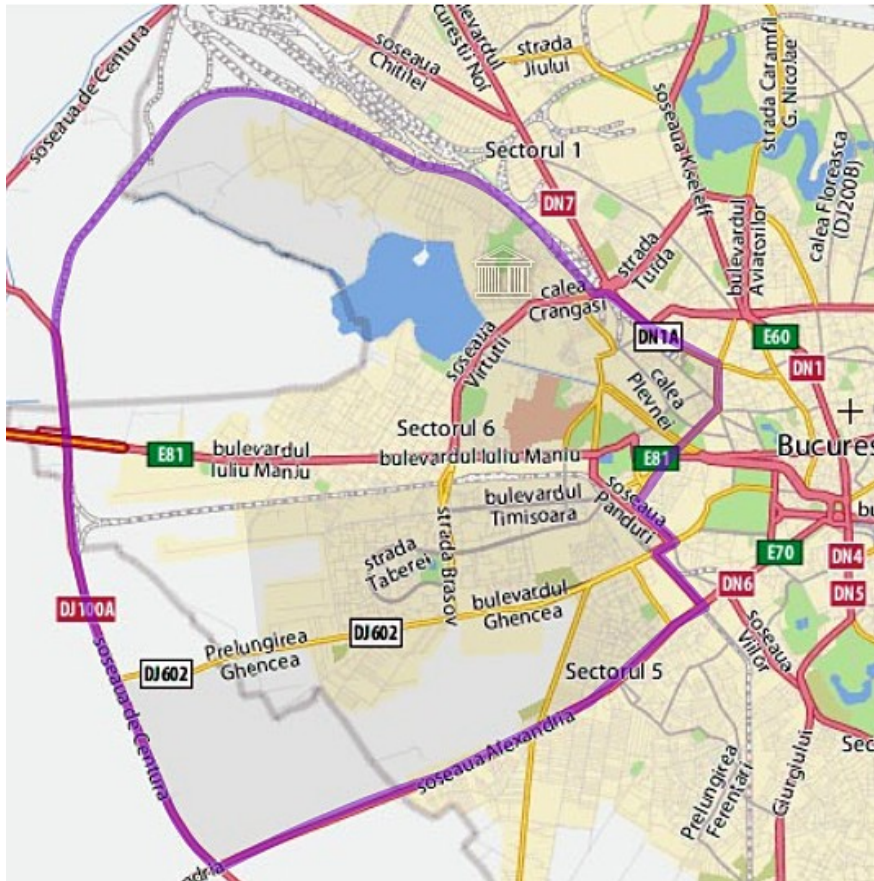 soseaua de Centura
soseaua
Chitilei
bulevardul
Bucurestii Noi
strada
Jiului
soseaua Kiseleff
strada Caramfil
G. Nicolae
calea Floreasca
(DJ200B)
Sectorul 1
DN7
strada
Turda
bulevardul
Aviatorilor
calea
Crangasi
DN1A
E60
DN1
soseaua
Virtutii
calea
Plevnei
Sectorul 6
Bucures
E81
bulevardul
Iuliu Maniu
bulevardul Iuliu Maniu
E81
bulevardul
Timisoara
soseaua
Panduri
bu
strada
Taberei
strada Brasov
E70
DN4
DN6
DN5
DJ100A
bulevardul
Ghencea
DJ602
Prelungirea
Ghencea
DJ602
soseaua
Viilor
Sectorul 5
soseaua de Centura
soseaua Alexandria
Prelungirea
Ferentari
Giurgiului
Sec
ndria